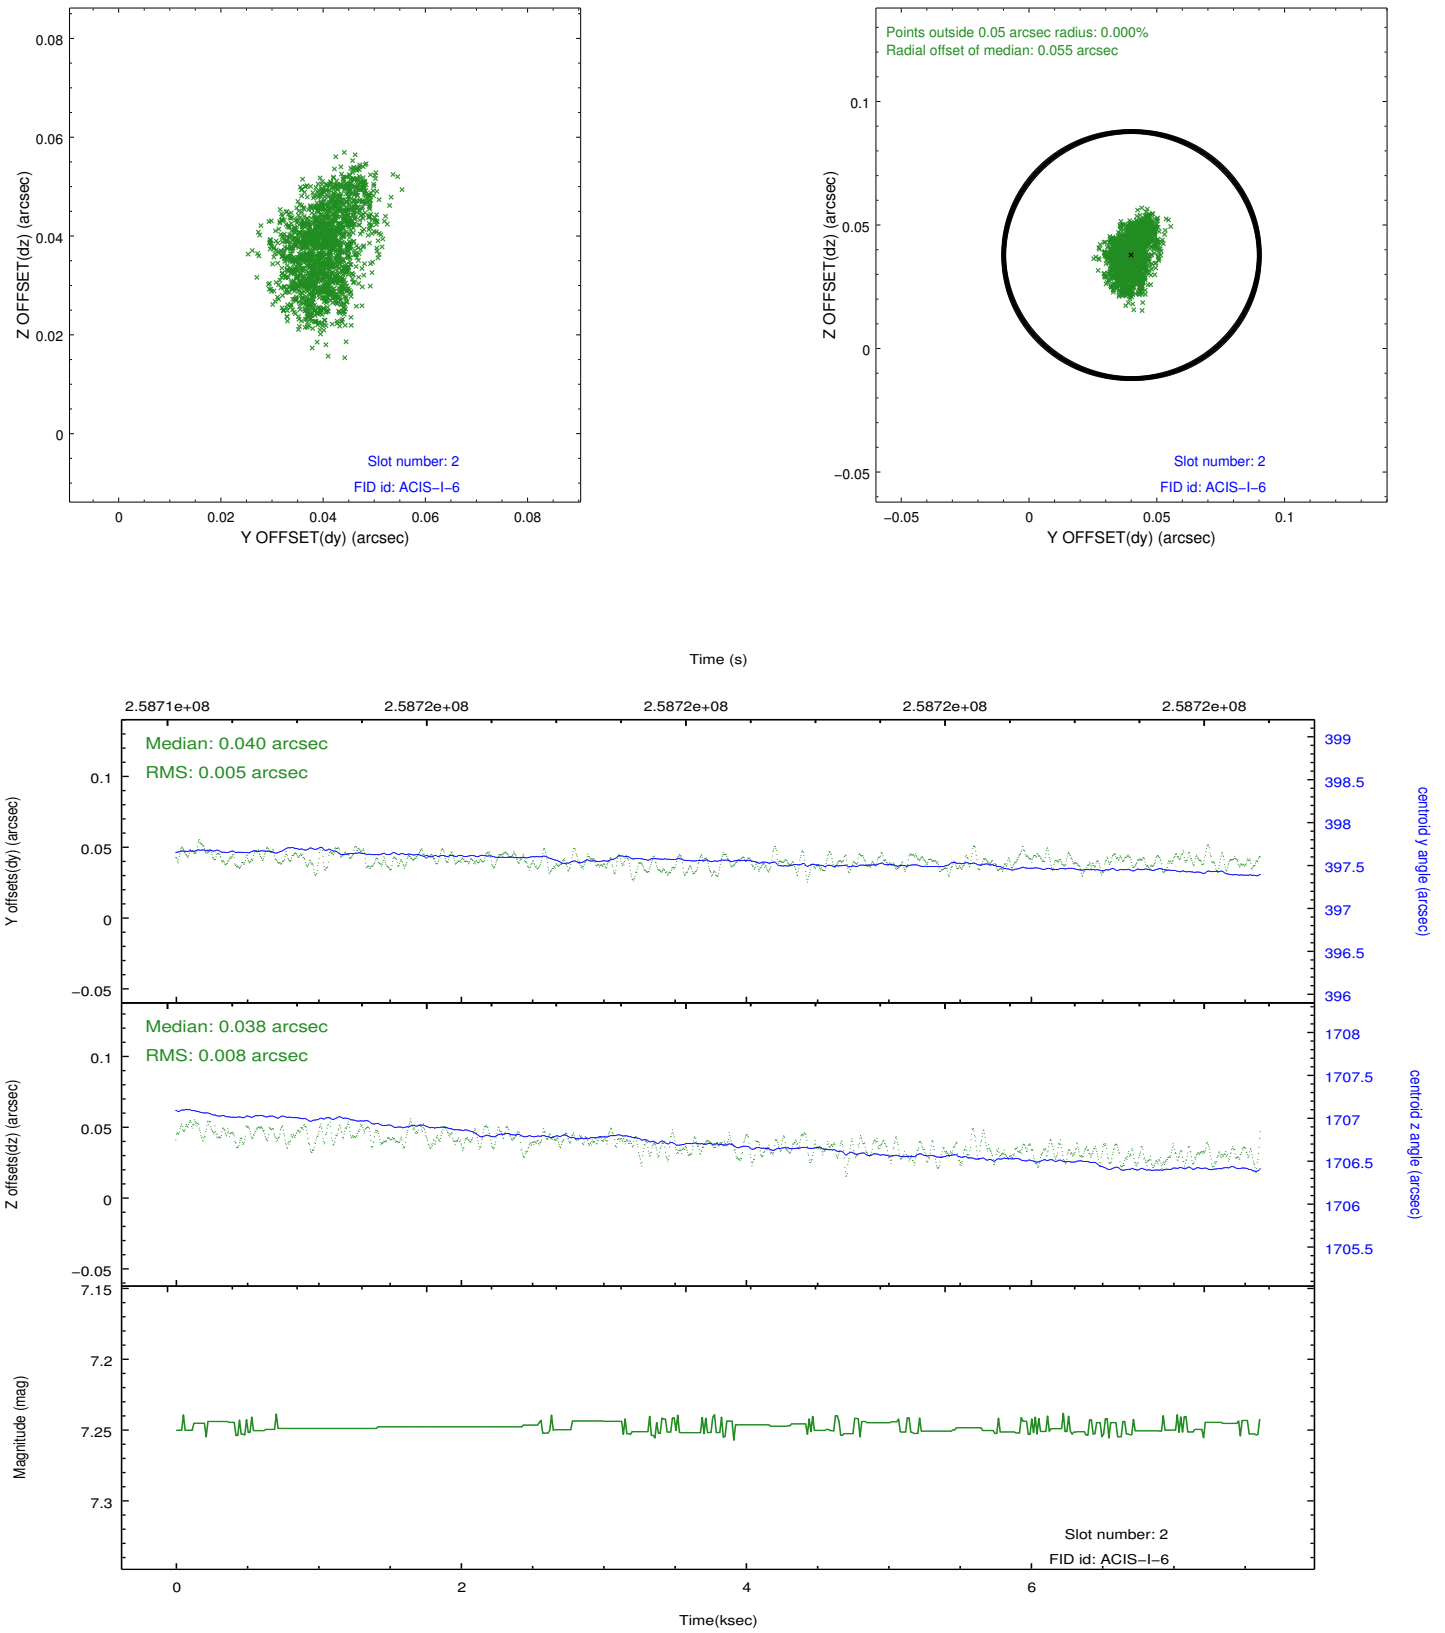 0.08
0.06
0.04
0.02
0
Z OFFSET(dz) (arcsec)
Slot number: 2
FID id: ACIS−I−6
0 0.02 0.04 0.06 0.08
Y OFFSET(dy) (arcsec)
Points outside 0.05 arcsec radius: 0.000%
Radial offset of median: 0.055 arcsec
0.1
0.05
0
−0.05
Z OFFSET(dz) (arcsec)
Slot number: 2
FID id: ACIS−I−6
−0.05 0 0.05 0.1
Y OFFSET(dy) (arcsec)
Time (s)
2.5871e+08 2.5872e+08 2.5872e+08 2.5872e+08 2.5872e+08
Median: 0.040 arcsec
RMS: 0.005 arcsec
0.1
0.05
0
−0.05
Y offsets(dy) (arcsec)
399
398.5
398
397.5
397
396.5
396
centroid y angle (arcsec)
Median: 0.038 arcsec
RMS: 0.008 arcsec
0.1
0.05
0
−0.05
Z offsets(dz) (arcsec)
1708
1707.5
1707
1706.5
1706
1705.5
centroid z angle (arcsec)
7.15
7.2
7.25
7.3
Magnitude (mag)
Slot number: 2
FID id: ACIS−I−6
0 2 4 6
Time(ksec)